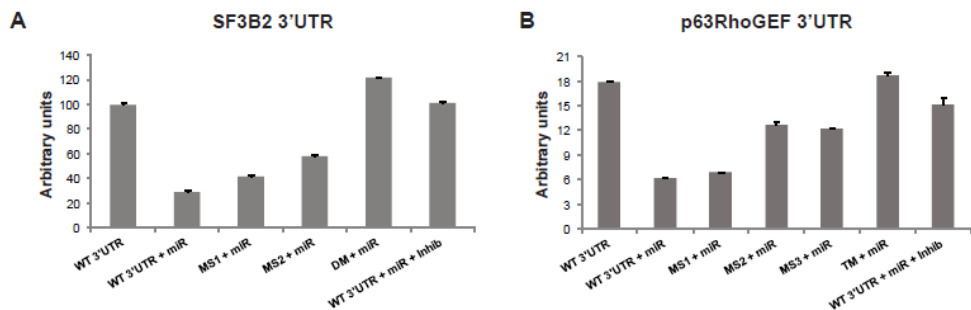 A
SF3B2 3'UTR
Arbitrary units
140
120
100
80
60
40
20
0
WT 3'UTR
WT 3'UTR + miR
MS1 + miR
MS2 + miR
DM + miR
WT 3'UTR + miR + Inhib
B
p63RhoGEF 3'UTR
Arbitrary units
21
18
15
12
9
6
3
0
WT 3'UTR
WT 3'UTR + miR
MS1 + miR
MS2 + miR
MS3 + miR
TM + miR
WT 3'UTR + miR + Inhib